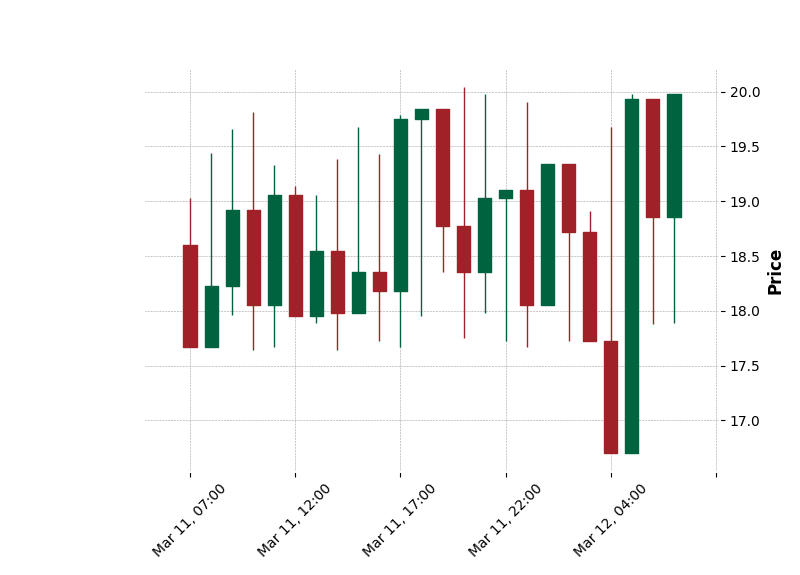 20.0
19.5
19.0
18.5
18.0
17.5
17.0
Price
Mar 11, 07:00
Mar 11, 12:00
Mar 11, 17:00
Mar 11, 22:00
Mar 12, 04:00